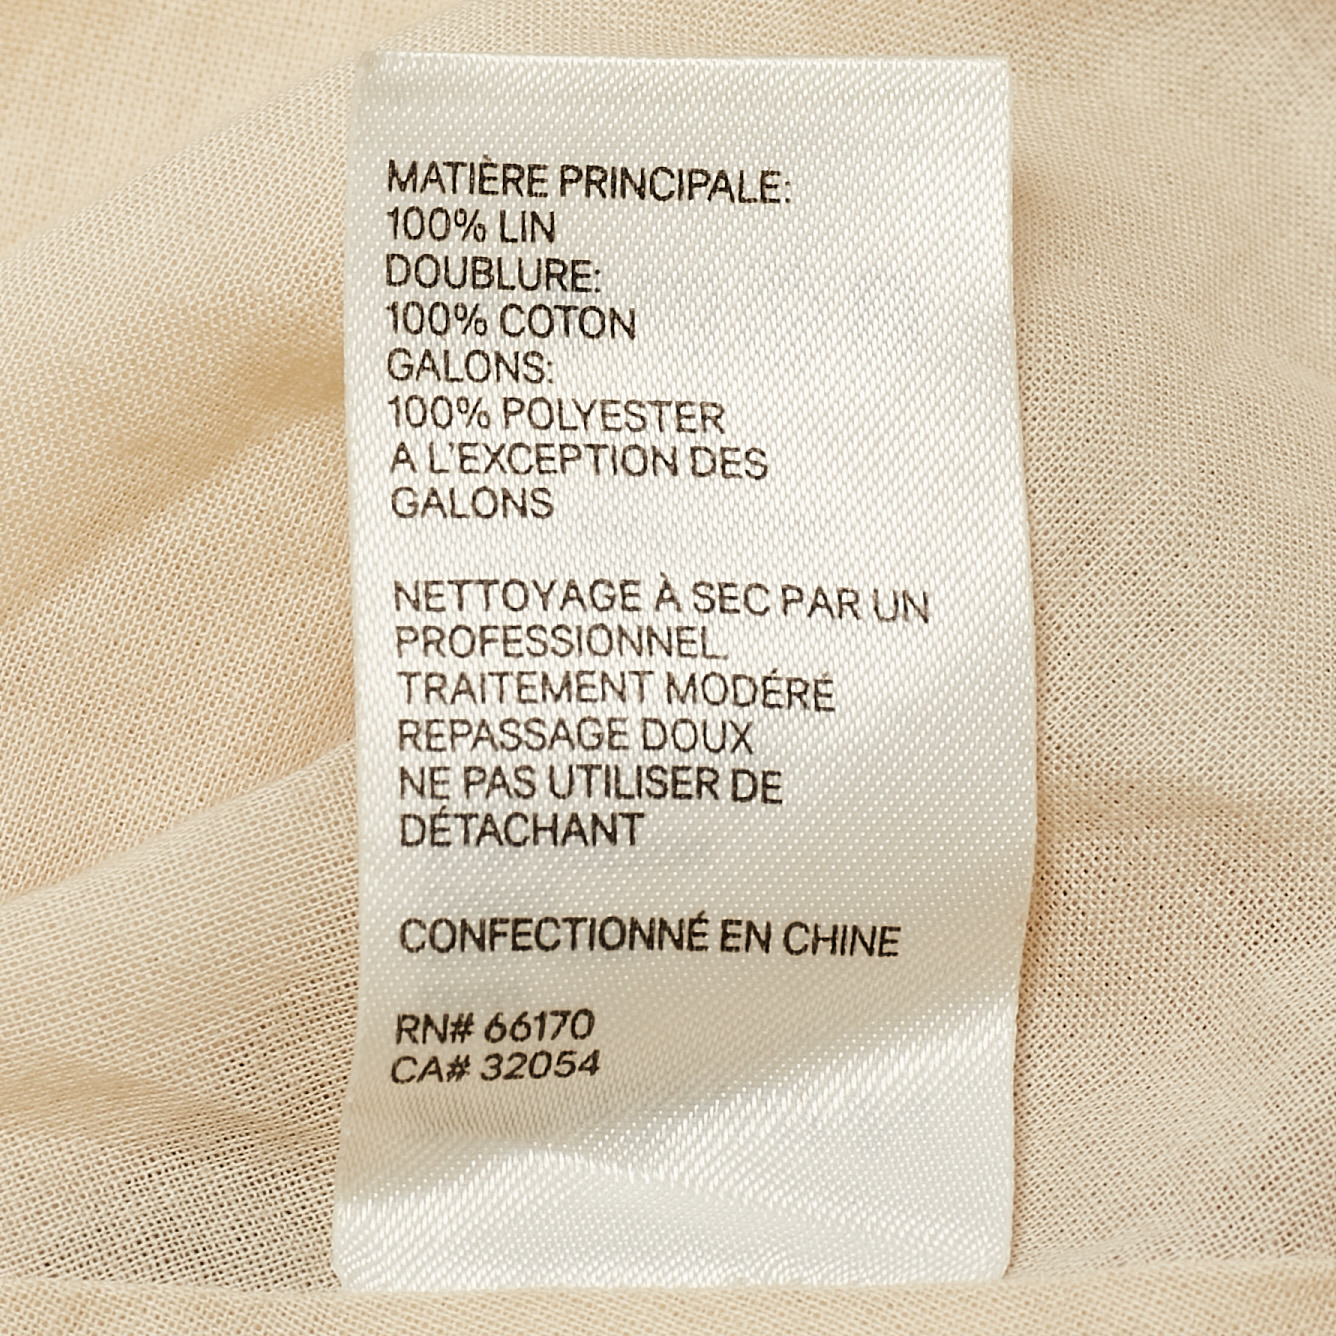 MATIÈRE PRINCIPALE:
100% LIN
DOUBLURE:
100% COTON
GALONS:
100% POLYESTER
A L'EXCEPTION DES
GALONS
NETTOYAGE À SEC PAR UN
PROFESSIONNEL.
TRAITEMENT MODÉRÉ
REPASSAGE DOUX
NE PAS UTILISER DE
DÉTACHANT
CONFECTIONNÉ EN CHINE
RN# 66170
CA# 32054